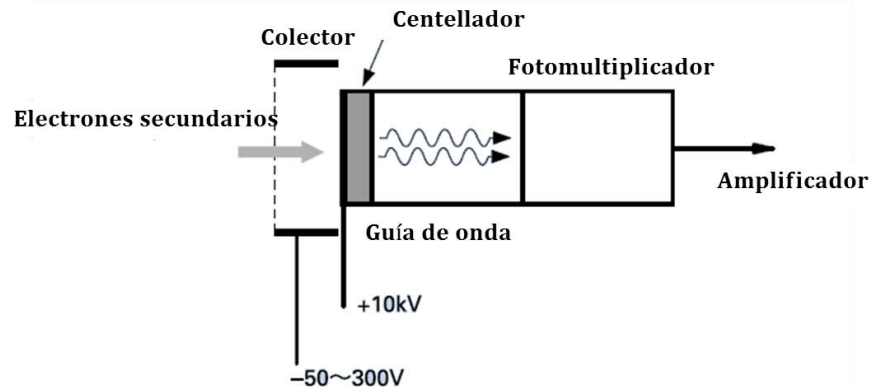 Centellador
Colector
Fotomultiplicador
Electrones secundarios
Amplificador
Guía de onda
+10kV
−50～300V